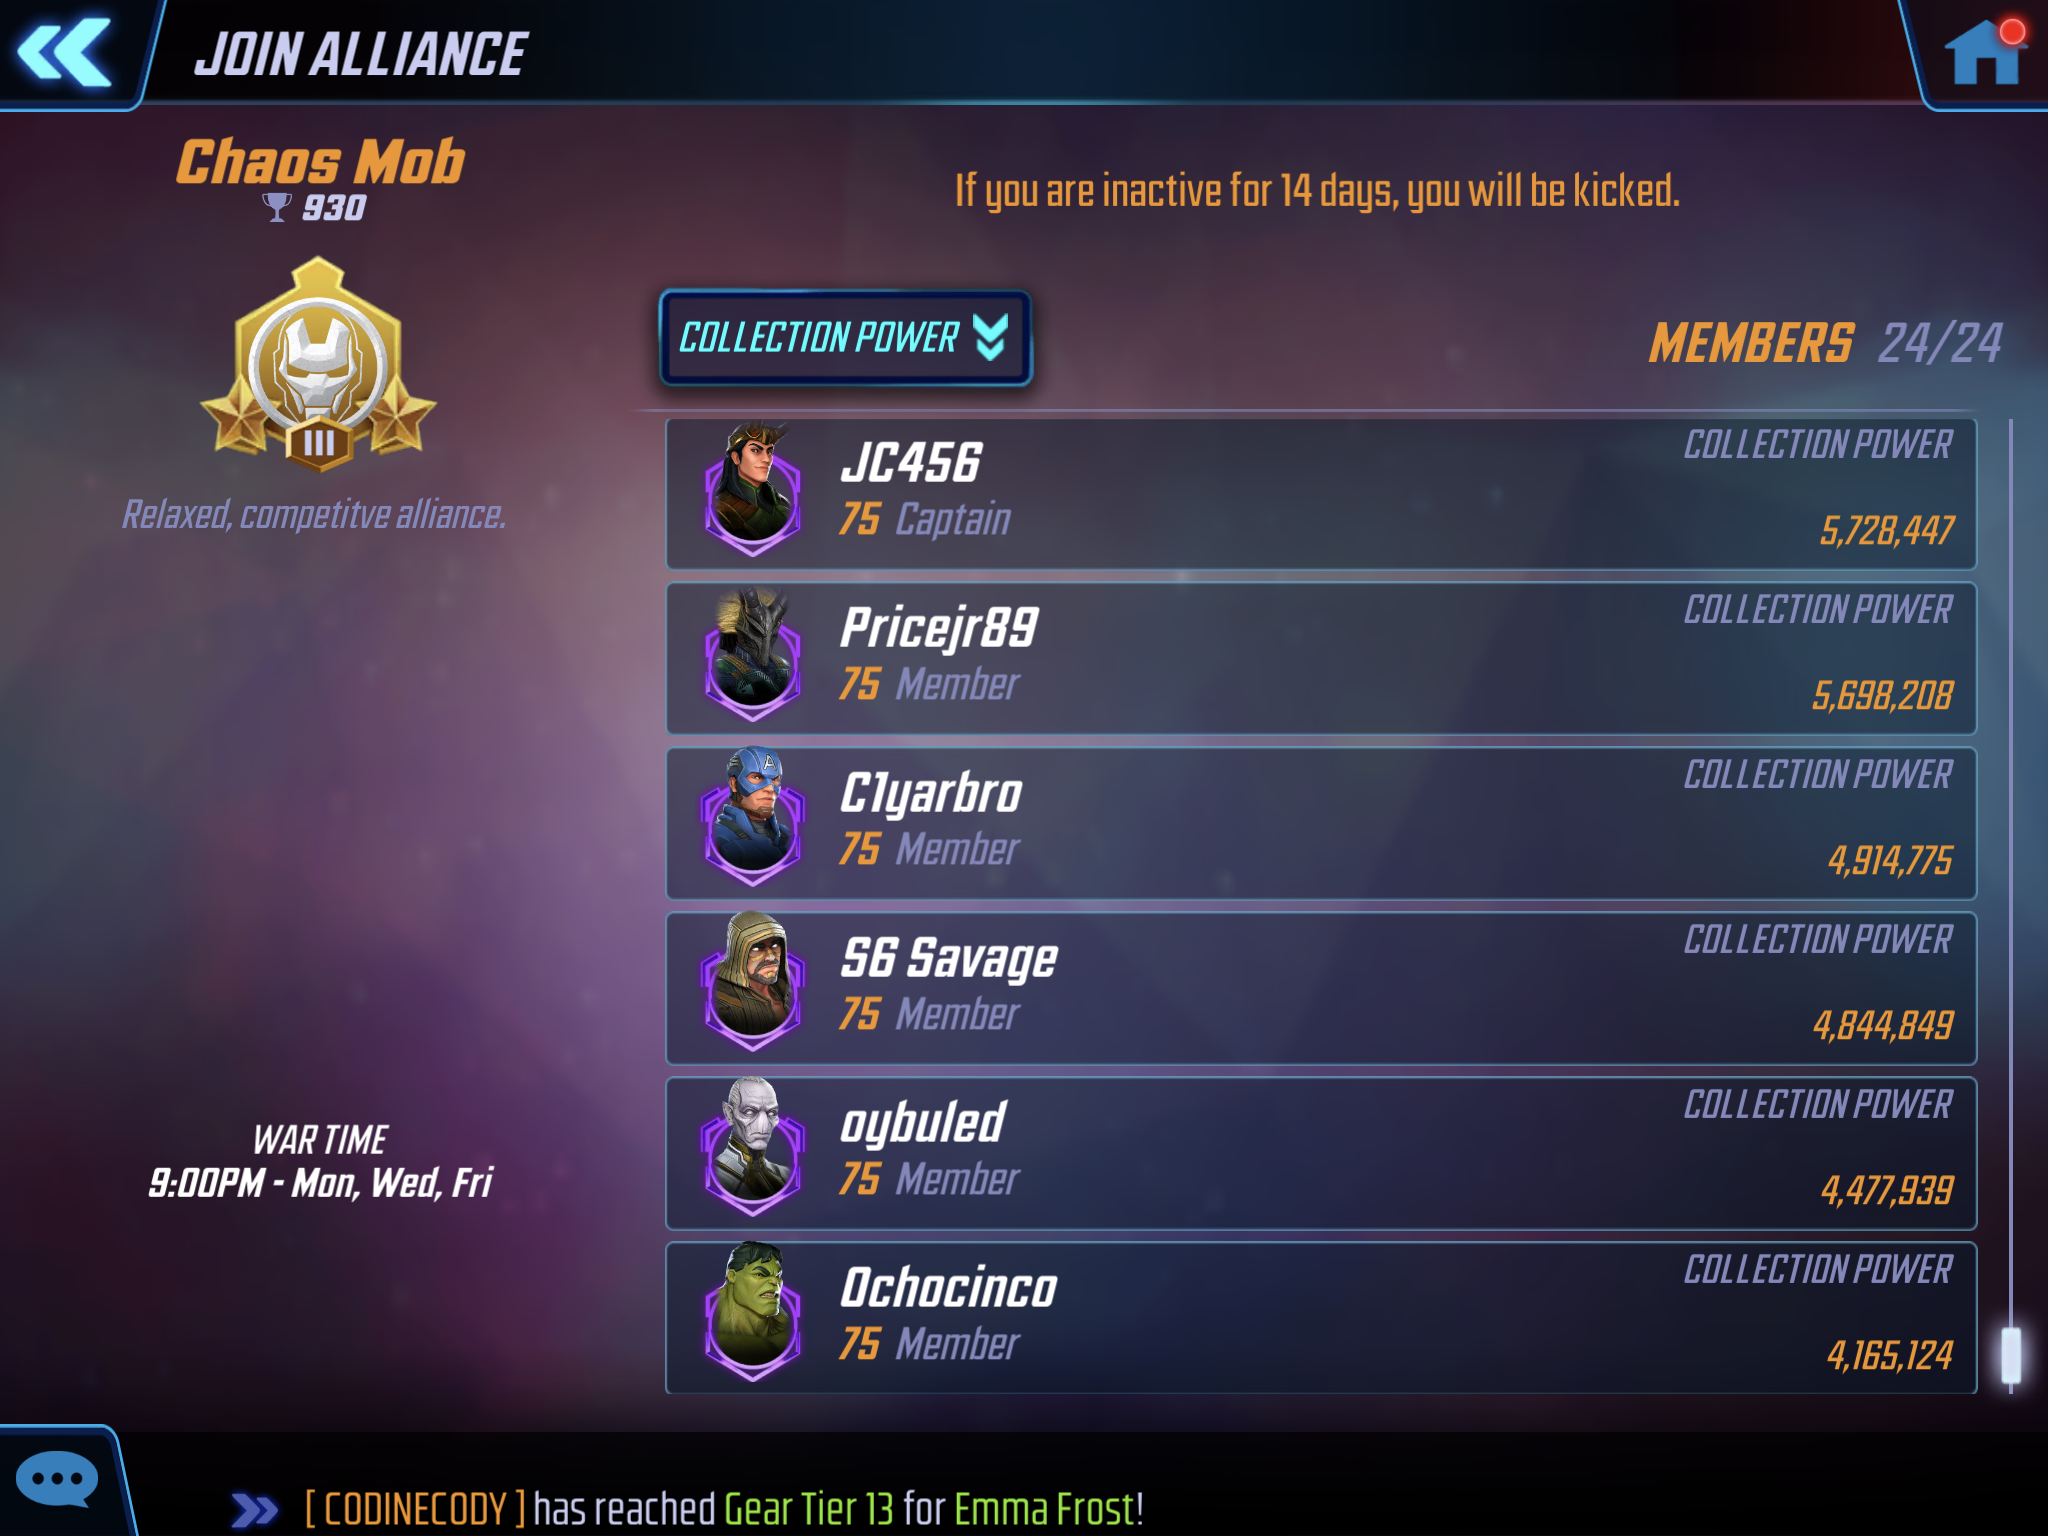 JOIN ALLIANCE
Chaos Mob
930
III
Relaxed, competitve alliance.
WAR TIME
9:00PM - Mon, Wed, Fri
If you are inactive for 14 days, you will be kicked.
COLLECTION POWER
MEMBERS 24/24
JC456
75 Captain
COLLECTION POWER
5,728,447
Pricejr89
75 Member
COLLECTION POWER
5,698,208
C1yarbro
75 Member
COLLECTION POWER
4,914,775
S6 Savage
75 Member
COLLECTION POWER
4,844,849
oybuled
75 Member
COLLECTION POWER
4,477,939
Ochocinco
75 Member
COLLECTION POWER
4,165,124
[ CODINECODY ] has reached Gear Tier 13 for Emma Frost!